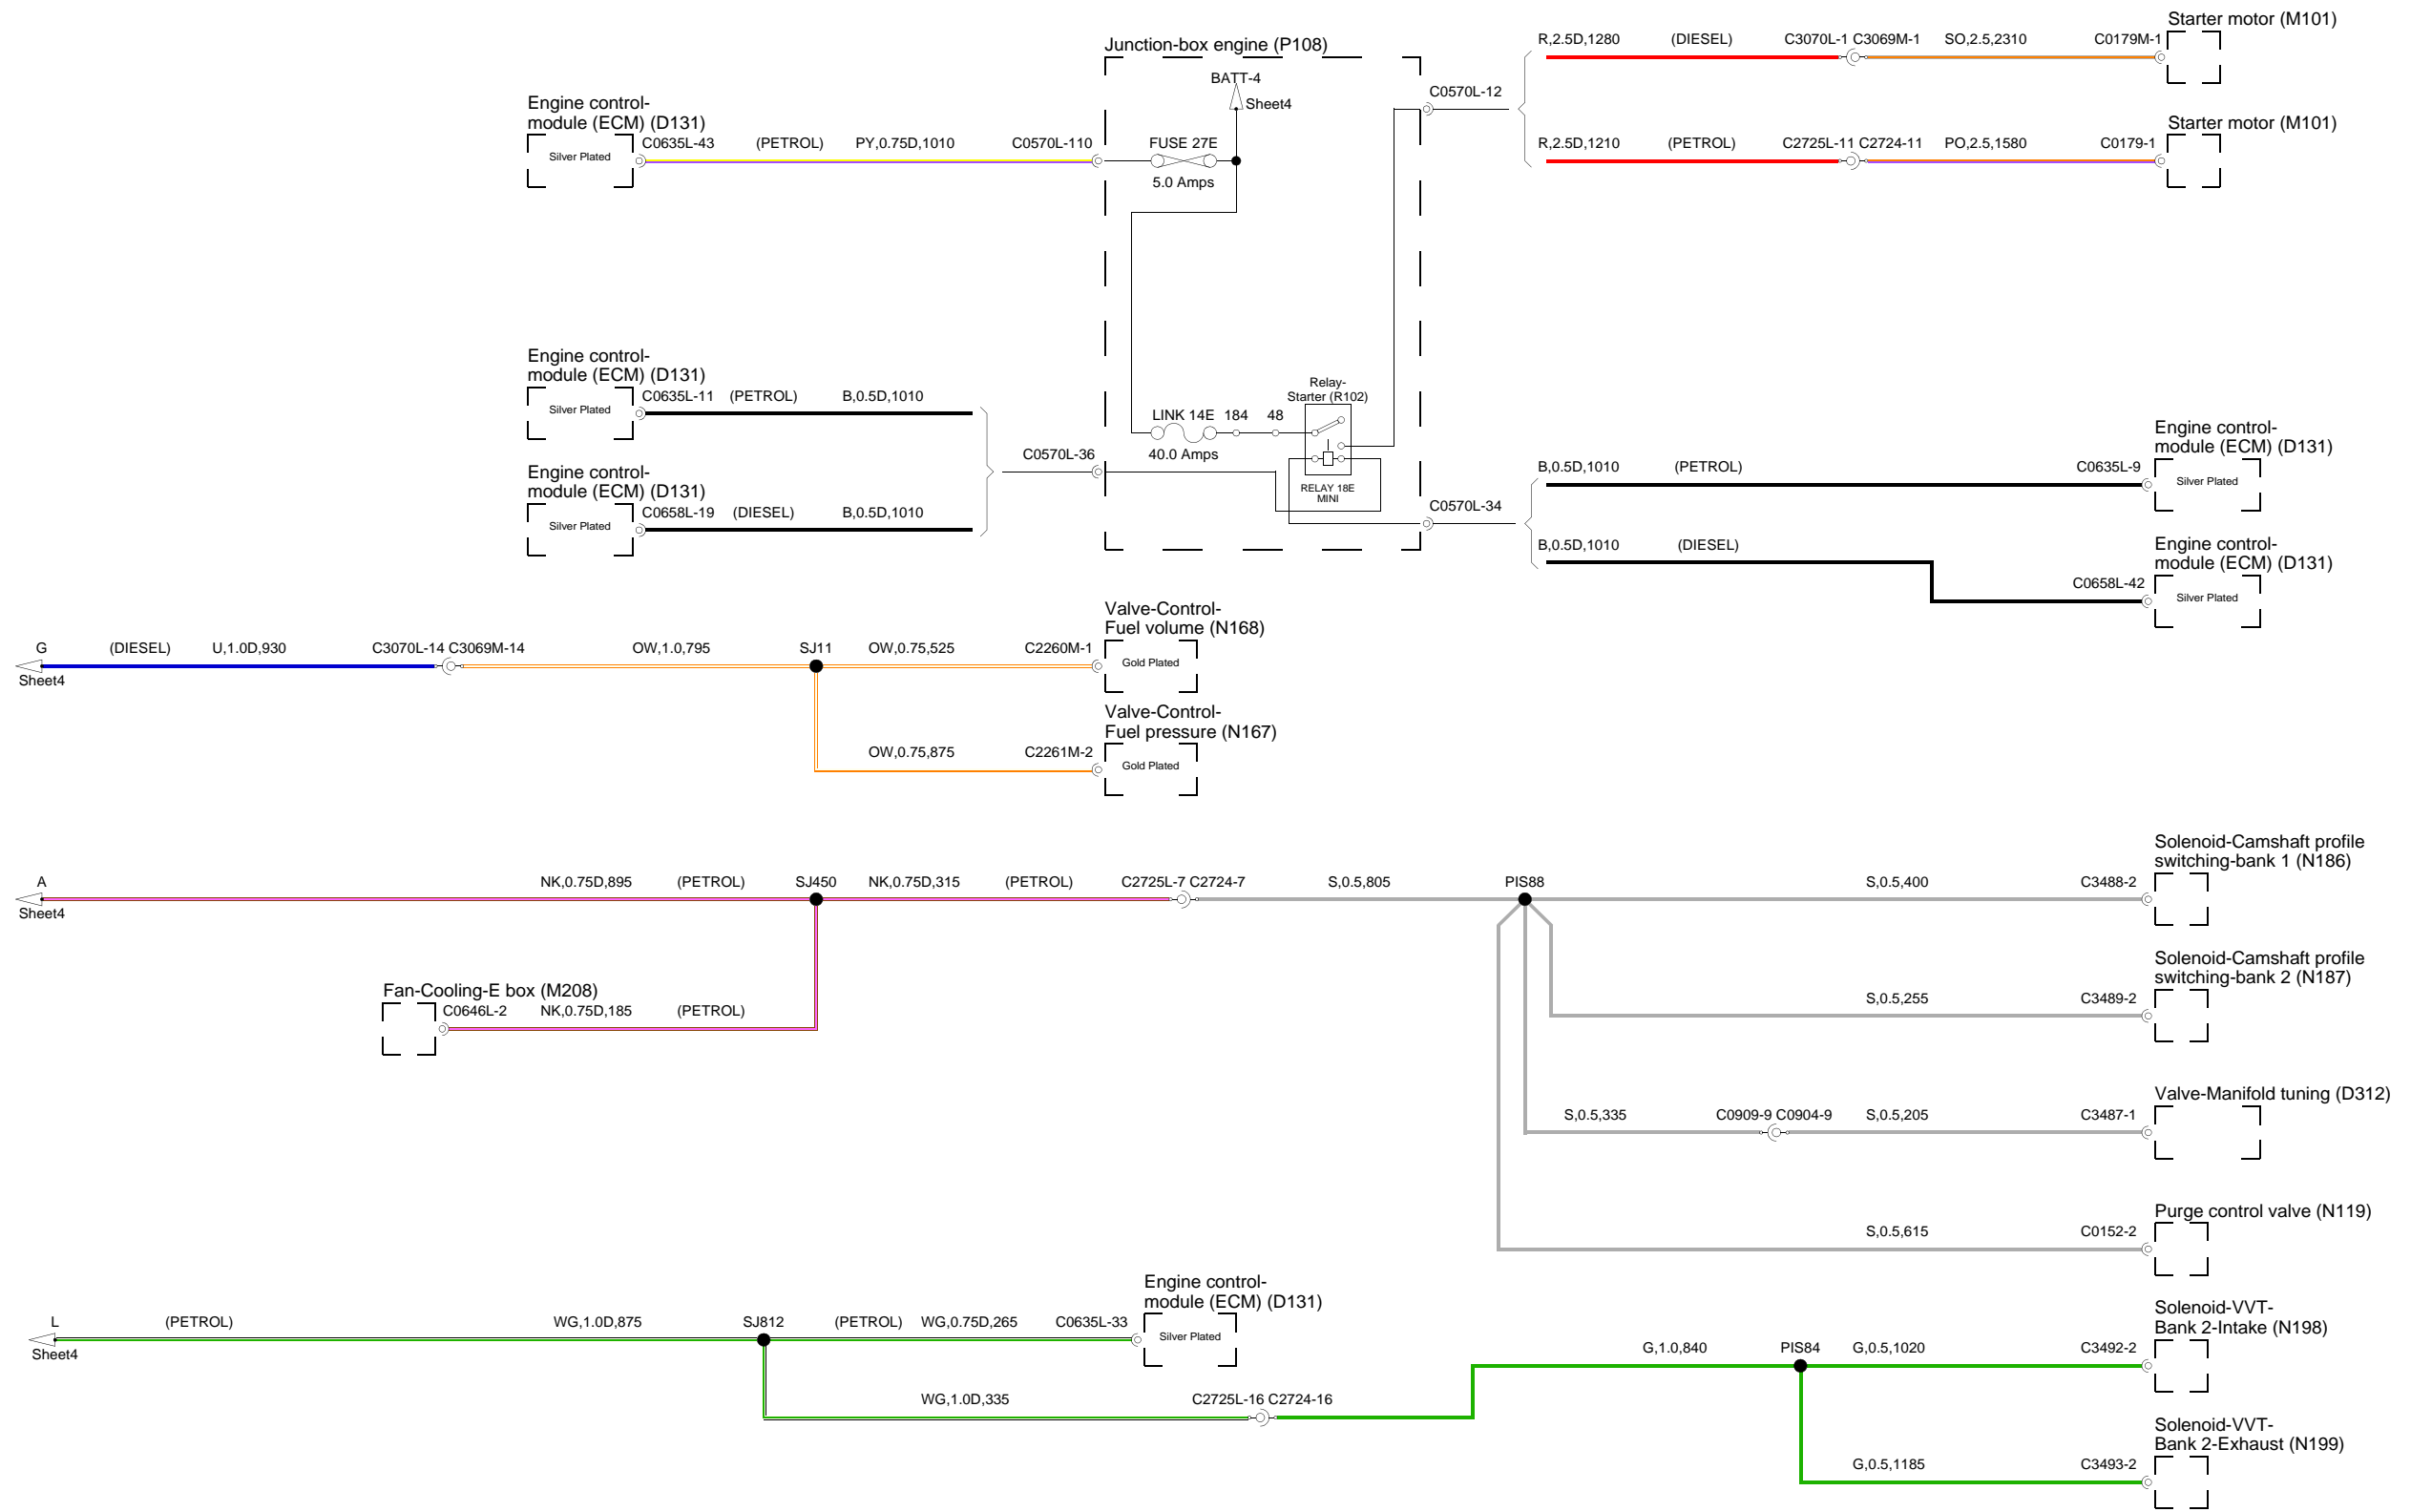 Starter motor (M101)
Junction-box engine (P108)
R,2.5D,1280 (DIESEL) C3070L-1 C3069M-1 SO,2.5,2310 C0179M-1
BATT-4
Sheet4
C0570L-12
Engine control-
module (ECM) (D131)
Silver Plated
C0635L-43 (PETROL) PY,0.75D,1010 C0570L-110
FUSE 27E
5.0 Amps
Starter motor (M101)
R,2.5D,1210 (PETROL) C2725L-11 C2724-11 PO,2.5,1580 C0179-1
Engine control-
module (ECM) (D131)
Silver Plated
C0635L-11 (PETROL) B,0.5D,1010
Relay-
Starter (R102)
LINK 14E 184 48
40.0 Amps
RELAY 18E
MINI
C0570L-36
Engine control-
module (ECM) (D131)
Silver Plated
C0658L-19 (DIESEL) B,0.5D,1010
C0570L-34
Engine control-
module (ECM) (D131)
B,0.5D,1010 (PETROL) C0635L-9
Silver Plated
Engine control-
module (ECM) (D131)
B,0.5D,1010 (DIESEL)
C0658L-42
Silver Plated
Valve-Control-
Fuel volume (N168)
G (DIESEL) U,1.0D,930 C3070L-14 C3069M-14 OW,1.0,795 SJ11 OW,0.75,525 C2260M-1
Gold Plated
Sheet4
Valve-Control-
Fuel pressure (N167)
OW,0.75,875 C2261M-2
Gold Plated
Solenoid-Camshaft profile
switching-bank 1 (N186)
A NK,0.75D,895 (PETROL) SJ450 NK,0.75D,315 (PETROL) C2725L-7 C2724-7 S,0.5,805 PIS88 S,0.5,400 C3488-2
Sheet4
Solenoid-Camshaft profile
switching-bank 2 (N187)
S,0.5,255 C3489-2
Fan-Cooling-E box (M208)
C0646L-2 NK,0.75D,185 (PETROL)
Valve-Manifold tuning (D312)
S,0.5,335 C0909-9 C0904-9 S,0.5,205 C3487-1
Purge control valve (N119)
S,0.5,615 C0152-2
Engine control-
module (ECM) (D131)
L (PETROL) WG,1.0D,875 SJ812 (PETROL) WG,0.75D,265 C0635L-33
Silver Plated
Sheet4
Solenoid-VVT-
Bank 2-Intake (N198)
G,1.0,840 PIS84 G,0.5,1020 C3492-2
WG,1.0D,335 C2725L-16 C2724-16
Solenoid-VVT-
Bank 2-Exhaust (N199)
G,0.5,1185 C3493-2